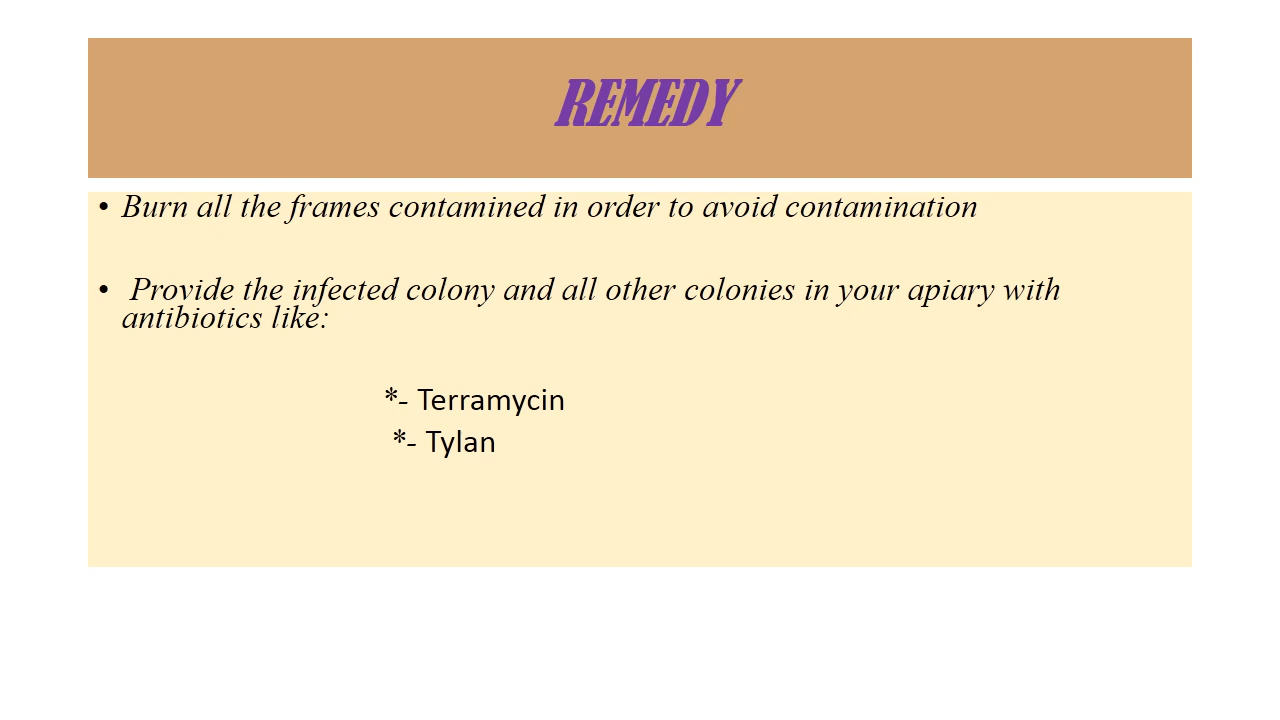 REMEDY
• Burn all the frames contamined in order to avoid contamination
• Provide the infected colony and all other colonies in your apiary with
antibiotics like:
*- Terramycin
*- Tylan